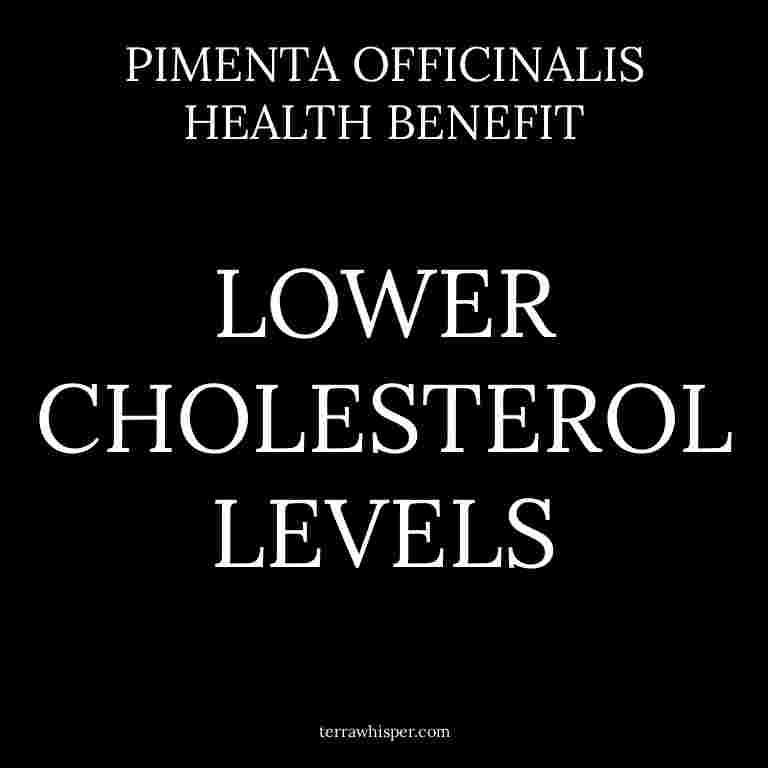 PIMENTA OFFICINALIS
HEALTH BENEFIT
LOWER
CHOLESTEROL
LEVELS
terrawhisper.com